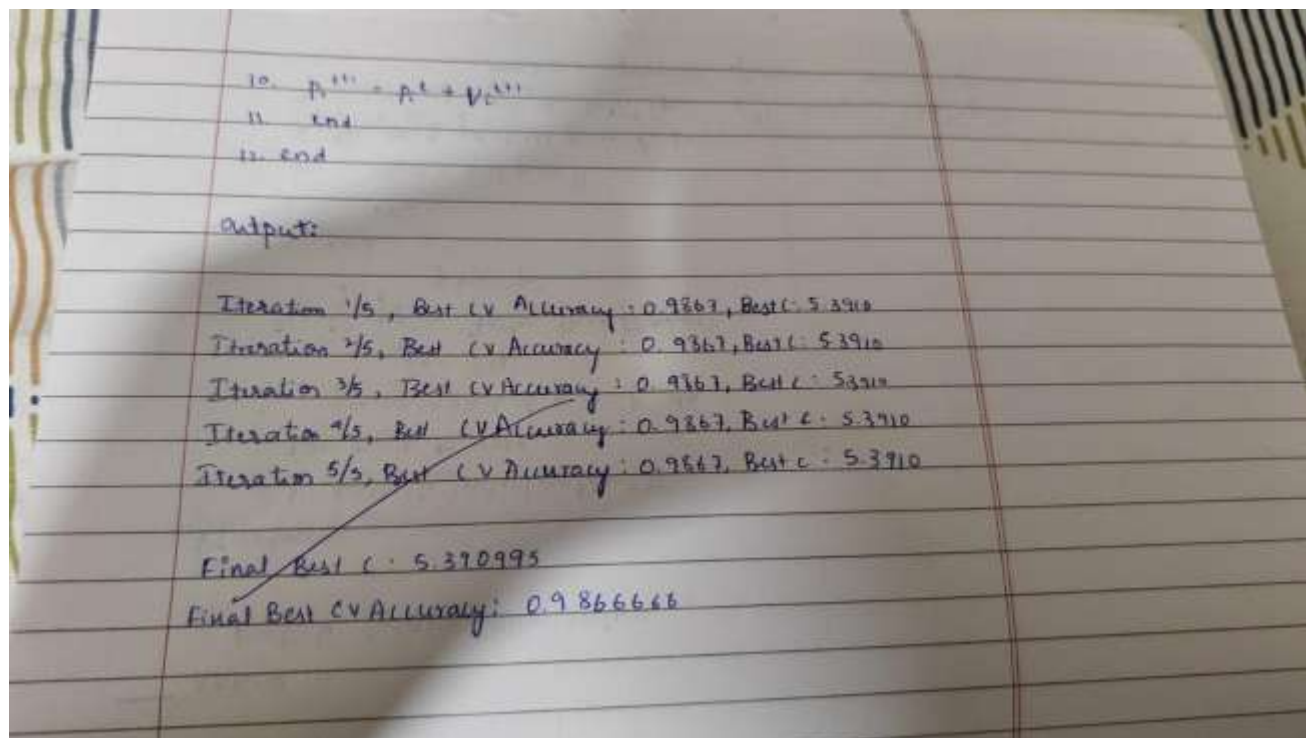 10. Pi^t+1 = Pi^t + Vi^t+1
11. end
12. end
Output:
Iteration 1/5, Best CV Accuracy : 0.9867, Best C : 5.3910
Iteration 2/5, Best CV Accuracy : 0.9867, Best C : 5.3910
Iteration 3/5, Best CV Accuracy : 0.9867, Best C : 5.3910
Iteration 4/5, Best CV Accuracy : 0.9867, Best C : 5.3910
Iteration 5/5, Best CV Accuracy : 0.9867, Best C : 5.3910
Final Best C : 5.390995
Final Best CV Accuracy : 0.9866666